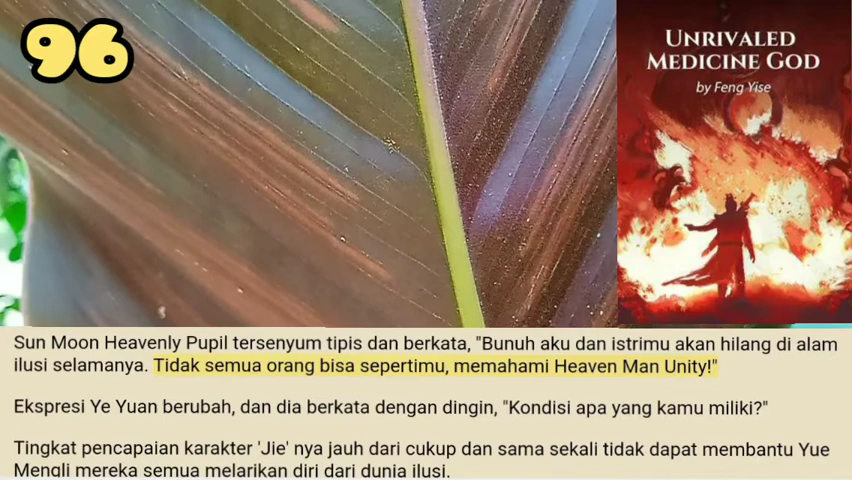 96
UNRIVALED
MEDICINE GOD
by Feng Yise
Sun Moon Heavenly Pupil tersenyum tipis dan berkata, "Bunuh aku dan istrimu akan hilang di alam
ilusi selamanya. Tidak semua orang bisa sepertimu, memahami Heaven Man Unity!"
Ekspresi Ye Yuan berubah, dan dia berkata dengan dingin, "Kondisi apa yang kamu miliki?"
Tingkat pencapaian karakter 'Jie' nya jauh dari cukup dan sama sekali tidak dapat membantu Yue
Mengli mereka semua melarikan diri dari dunia ilusi.